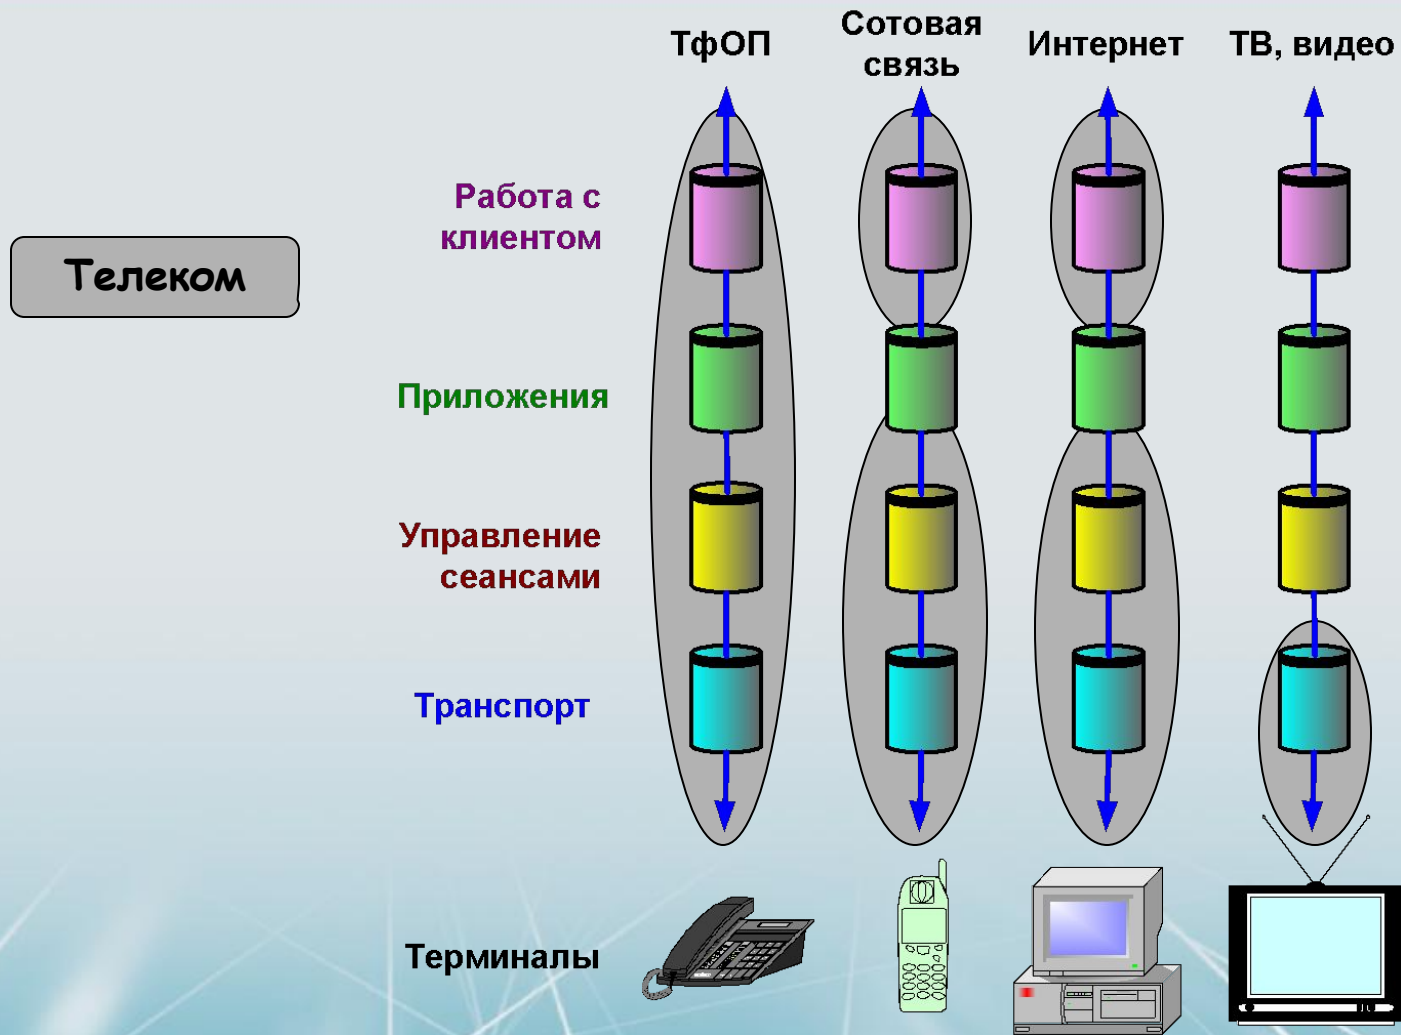 ТфОП
Сотовая
связь
Интернет
ТВ, видео
Работа с
клиентом
Телеком
Приложения
Управление
сеансами
Транспорт
Терминалы